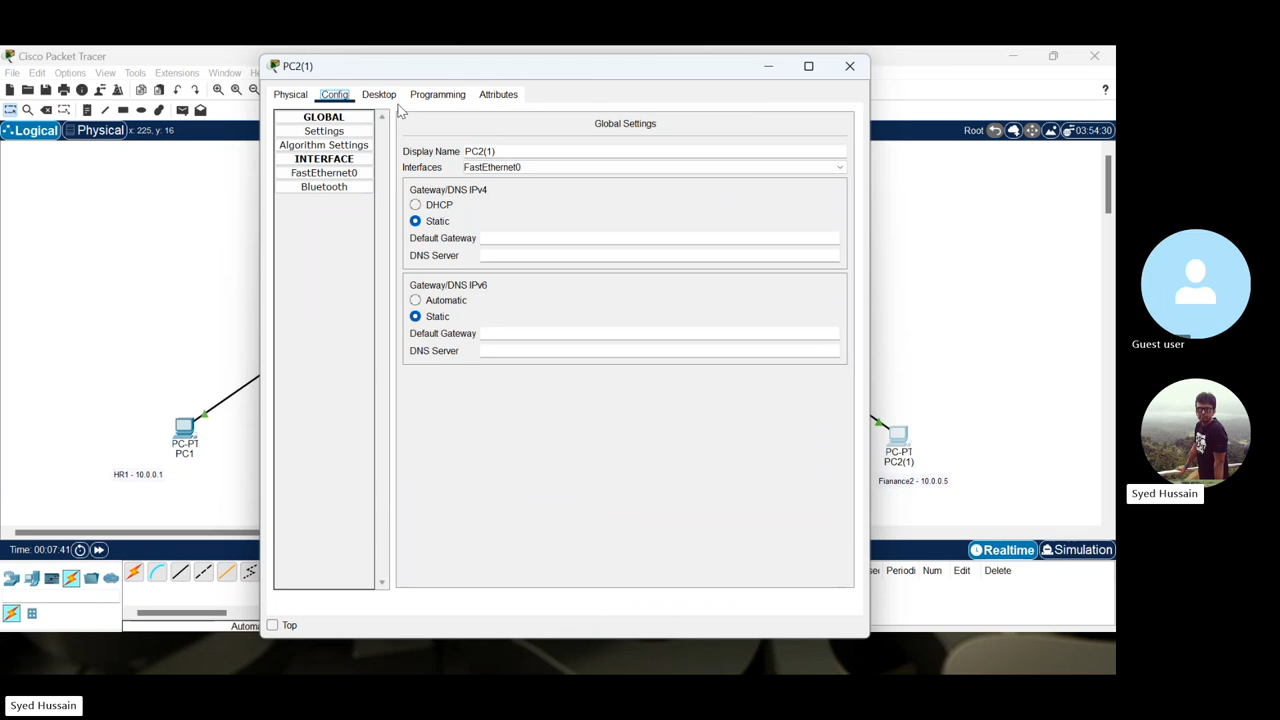 Cisco Packet Tracer
File Edit Options View Tools Extensions Window He
PC2(1)
Physical Config Desktop Programming Attributes
?
Logical Physical x: 225, y: 16
Root 03:54:30
GLOBAL
Settings
Algorithm Settings
INTERFACE
FastEthernet0
Bluetooth
Global Settings
Display Name PC2(1)
Interfaces FastEthernet0
Gateway/DNS IPv4
DHCP
Static
Default Gateway
DNS Server
Gateway/DNS IPv6
Automatic
Static
Default Gateway
DNS Server
PC-PT
PC1
HR1 - 10.0.0.1
PC-PT
PC2(1)
Fianance2 - 10.0.0.5
Time: 00:07:41
Realtime Simulation
Periodi Num Edit Delete
Automa
Top
Guest user
Syed Hussain
Syed Hussain